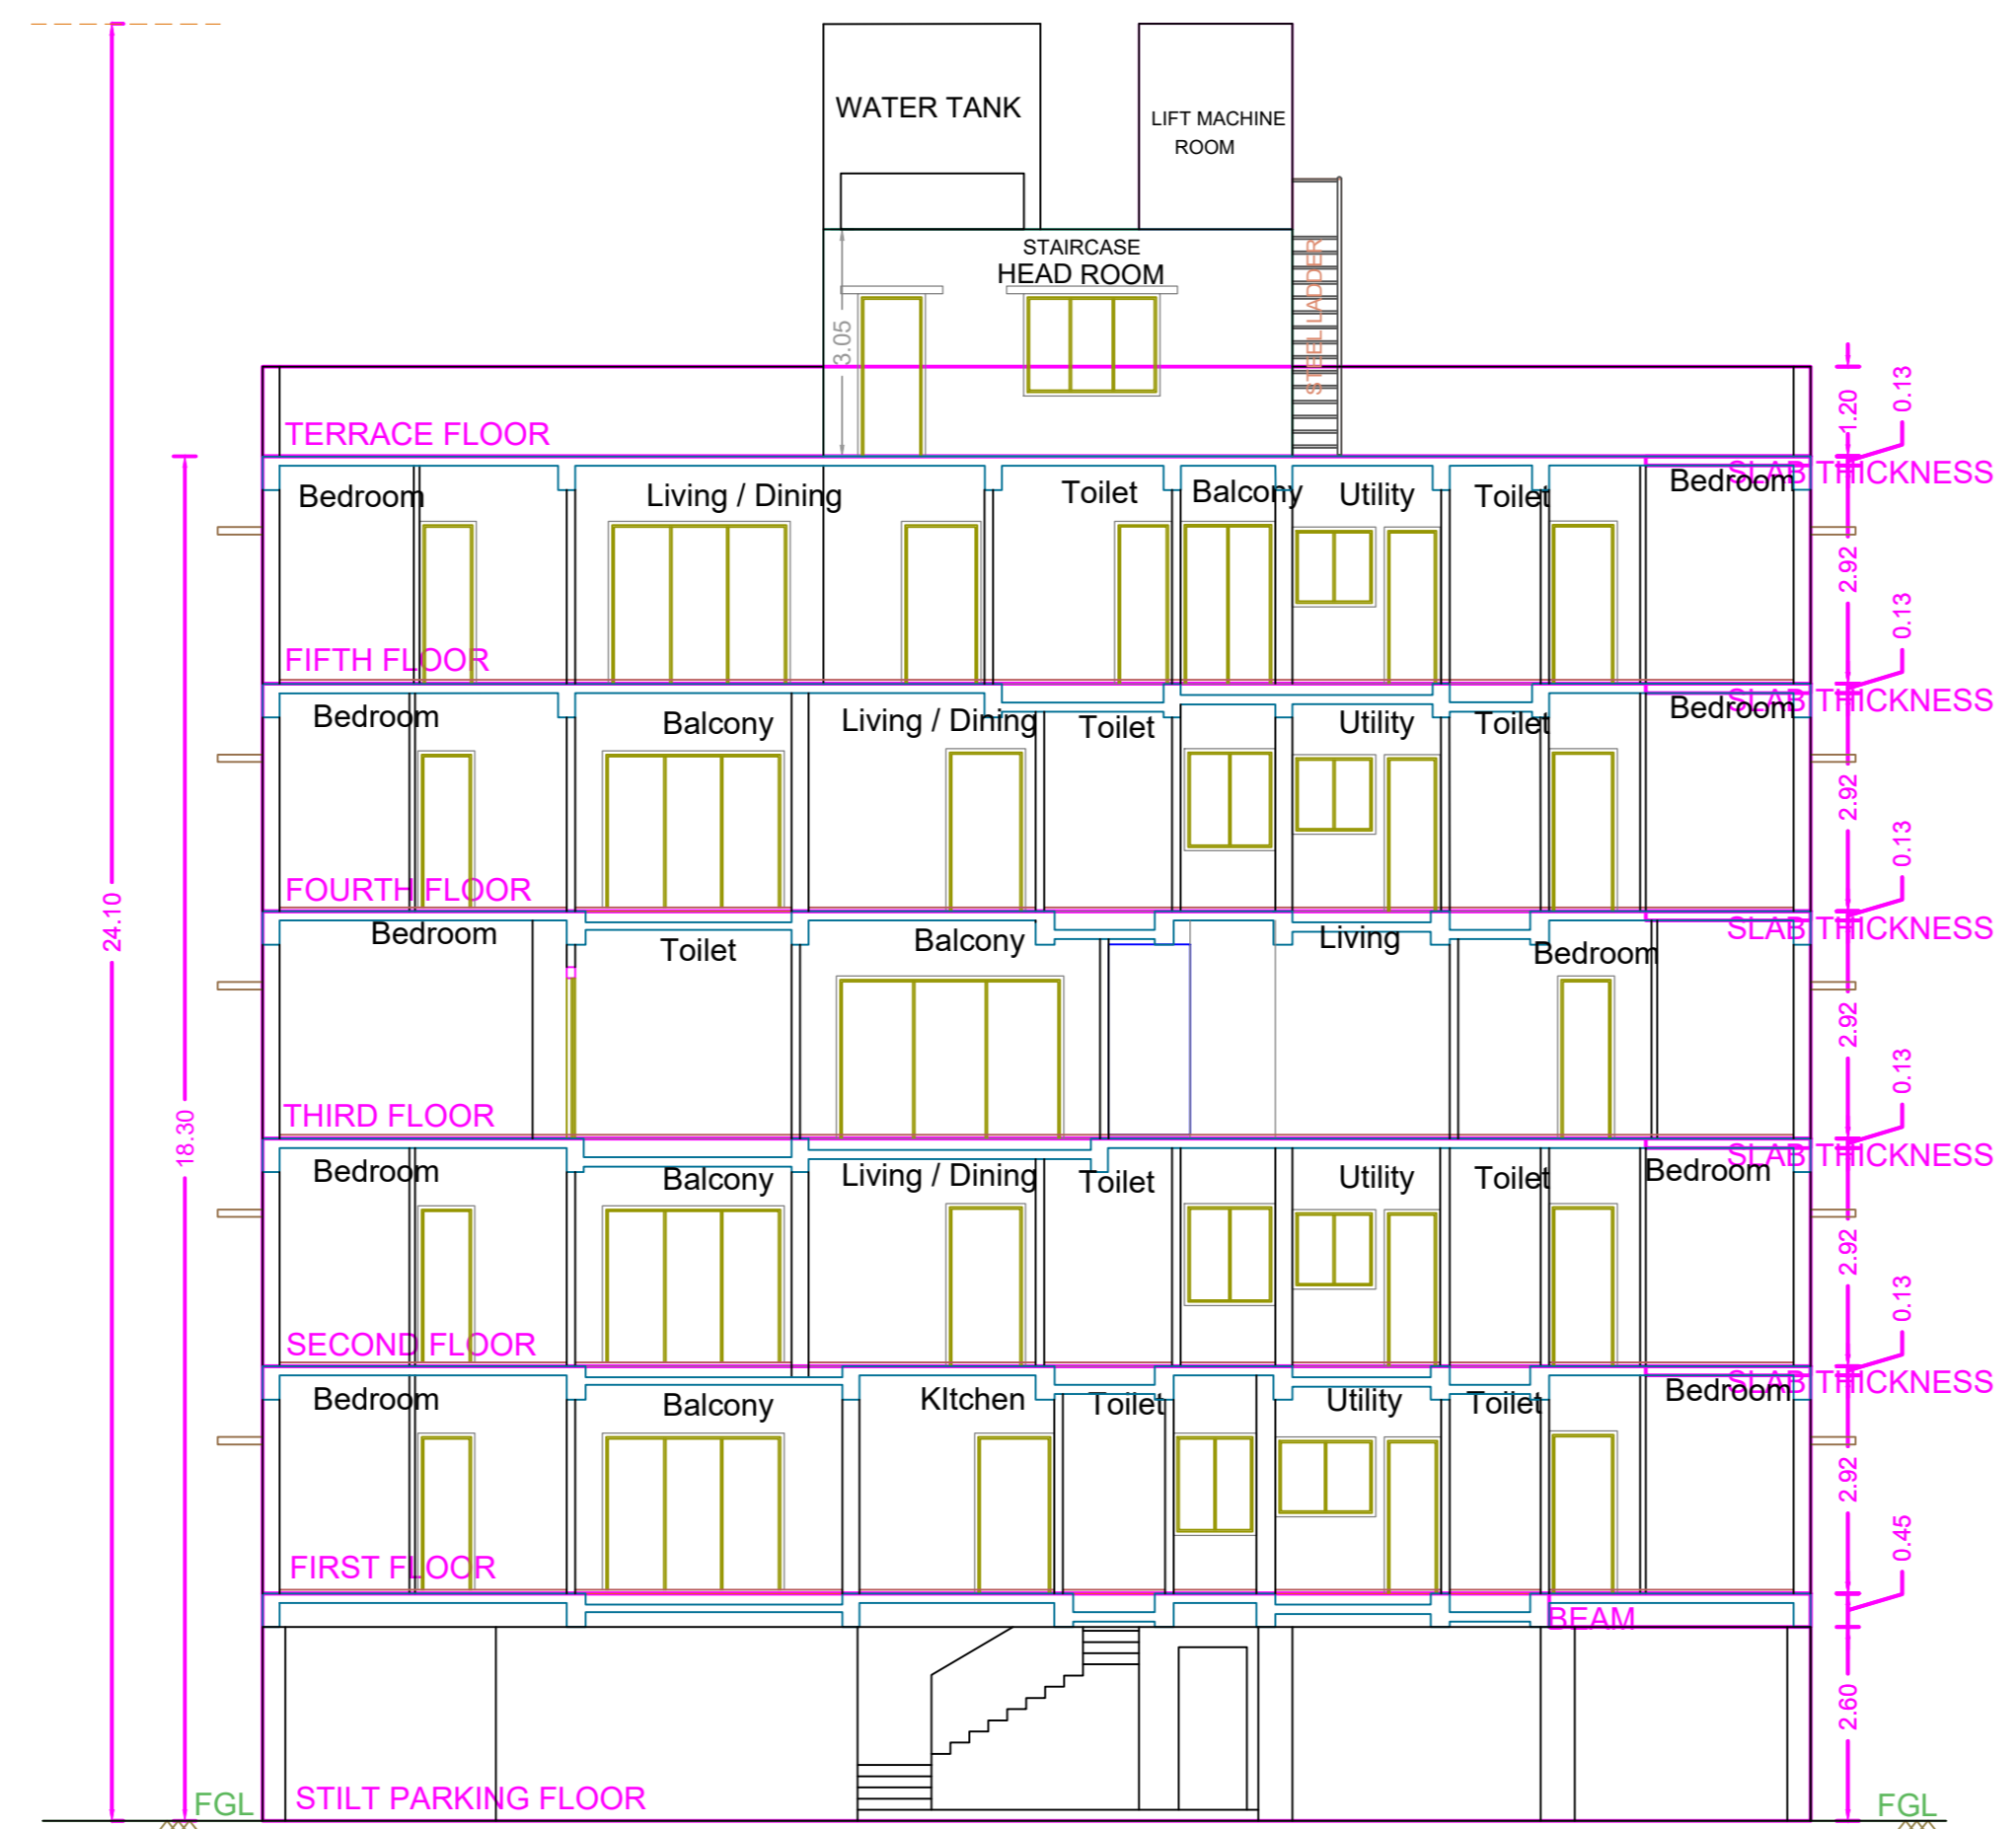 WATER TANK
LIFT MACHINE
ROOM
STAIRCASE
HEAD ROOM
STEEL LADDER
3.05
TERRACE FLOOR
1.20
0.13
SLAB THICKNESS
Bedroom
Living / Dining
Toilet
Balcony
Utility
Toilet
Bedroom
2.92
FIFTH FLOOR
0.13
SLAB THICKNESS
Bedroom
Balcony
Living / Dining
Toilet
Utility
Toilet
Bedroom
2.92
FOURTH FLOOR
0.13
SLAB THICKNESS
24.10
Bedroom
Toilet
Balcony
Living
Bedroom
2.92
THIRD FLOOR
0.13
18.30
SLAB THICKNESS
Bedroom
Balcony
Living / Dining
Toilet
Utility
Toilet
Bedroom
2.92
SECOND FLOOR
0.13
SLAB THICKNESS
Bedroom
Balcony
KItchen
Toilet
Utility
Toilet
Bedroom
2.92
FIRST FLOOR
0.45
BEAM
2.60
STILT PARKING FLOOR
FGL
FGL